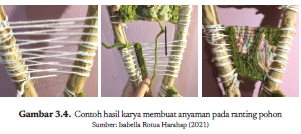 Gambar 3.4. Contoh hasil karya membuat anyaman pada ranting pohon
Sumber: Isabella Rotua Harahap (2021)